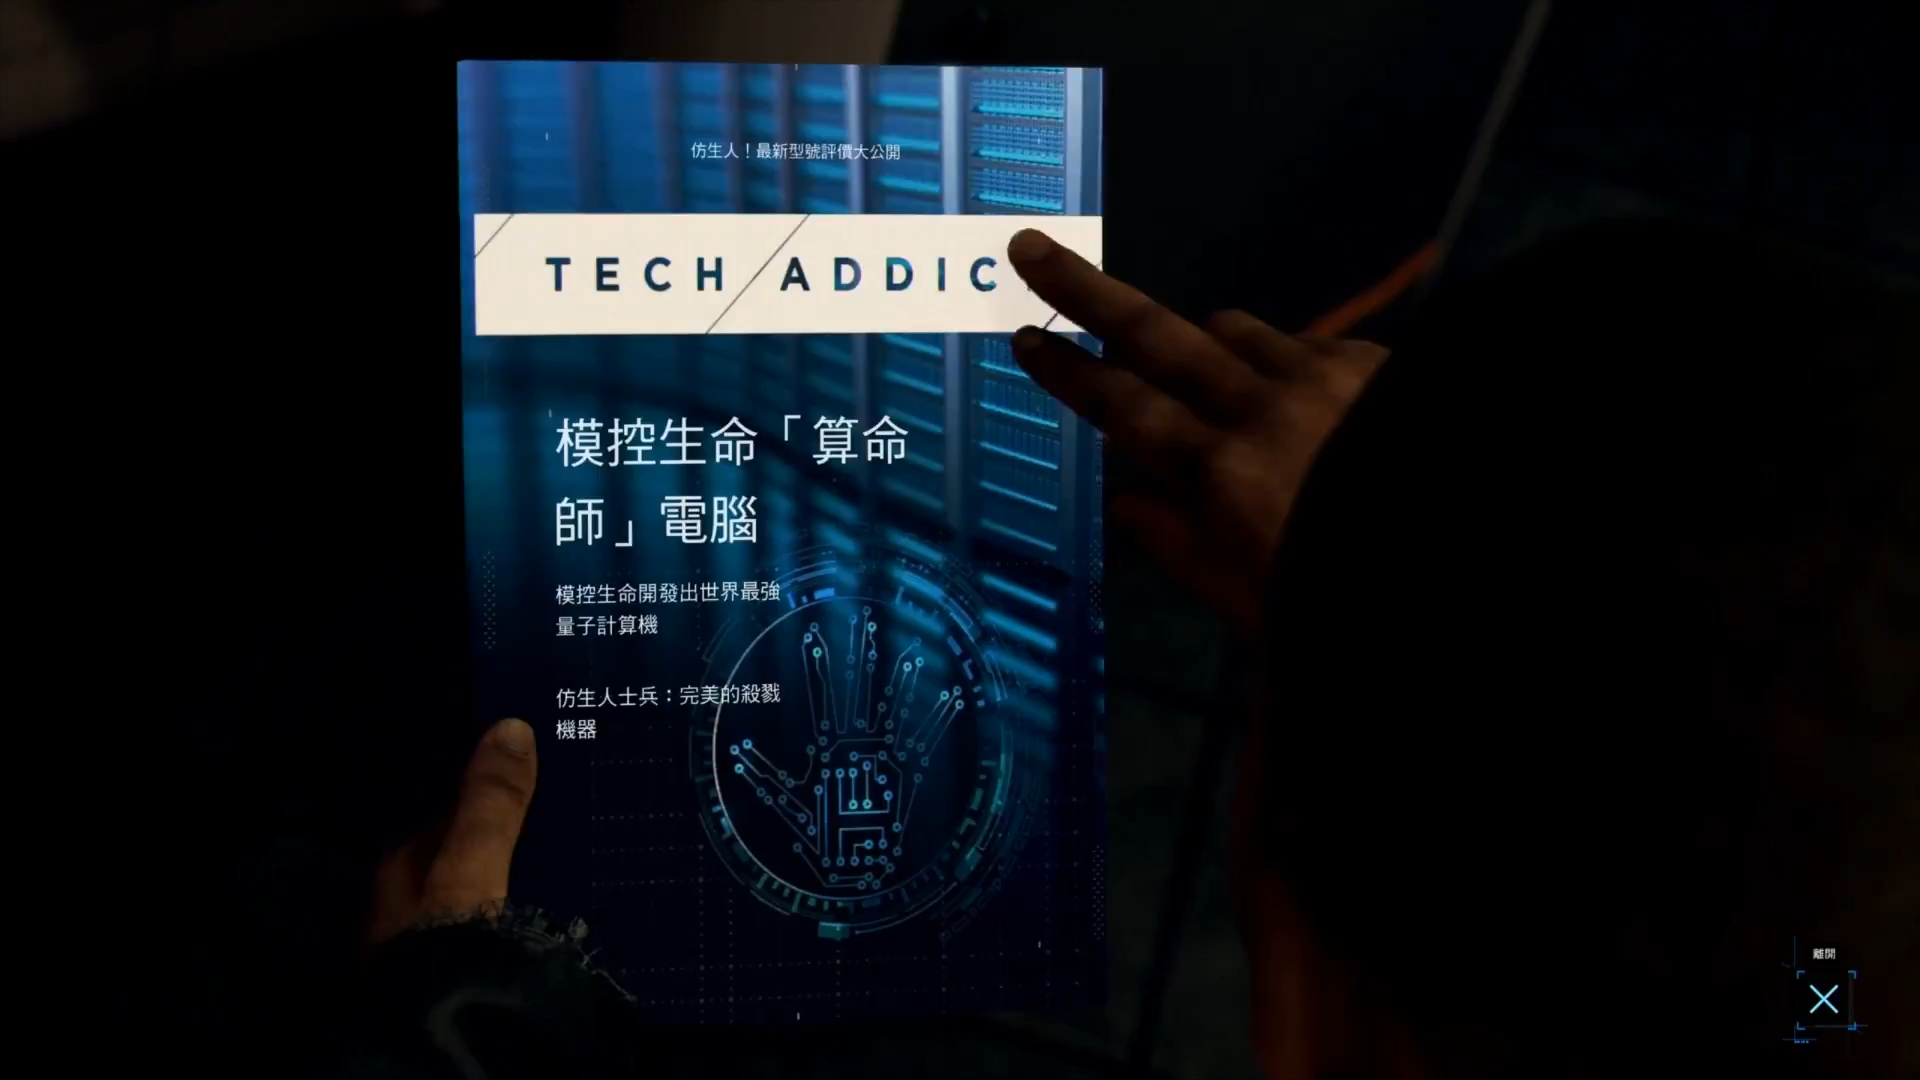 仿生人！最新型號評價大公開
TECH ADDIC
模控生命「算命
師」電腦
模控生命開發出世界最強
量子計算機
仿生人士兵：完美的殺戮
機器
離開